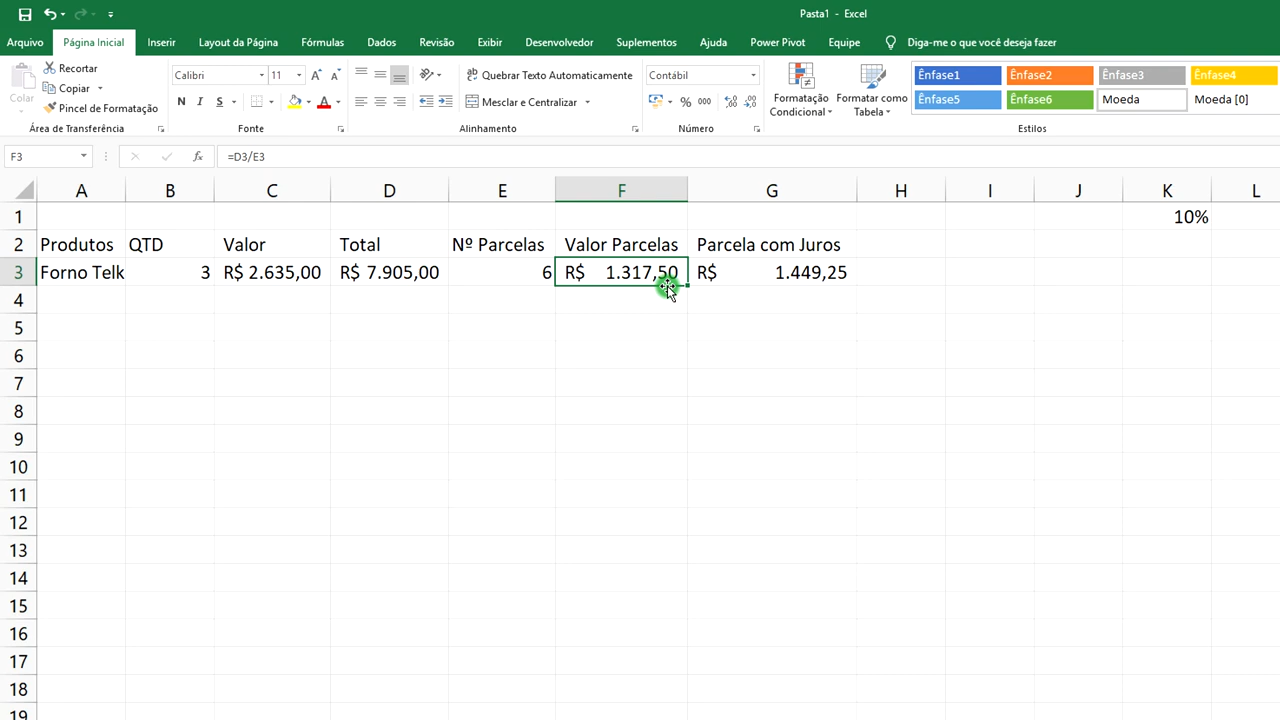 Pasta1 - Excel
Arquivo Página Inicial Inserir Layout da Página Fórmulas Dados Revisão Exibir Desenvolvedor Suplementos Ajuda Power Pivot Equipe Diga-me o que você deseja fazer
Colar
Recortar
Copiar
Pincel de Formatação
Área de Transferência
Calibri 11
N I S
Fonte
Quebrar Texto Automaticamente
Mesclar e Centralizar
Alinhamento
Contábil
% 000
Número
Formatação Condicional
Formatar como Tabela
Ênfase1 Ênfase2 Ênfase3 Ênfase4
Ênfase5 Ênfase6 Moeda Moeda [0]
Estilos
F3 fx =D3/E3
A B C D E F G H I J K L
1 10%
2 Produtos QTD Valor Total Nº Parcelas Valor Parcelas Parcela com Juros
3 Forno Telk 3 R$ 2.635,00 R$ 7.905,00 6 R$ 1.317,50 R$ 1.449,25
4
5
6
7
8
9
10
11
12
13
14
15
16
17
18
19